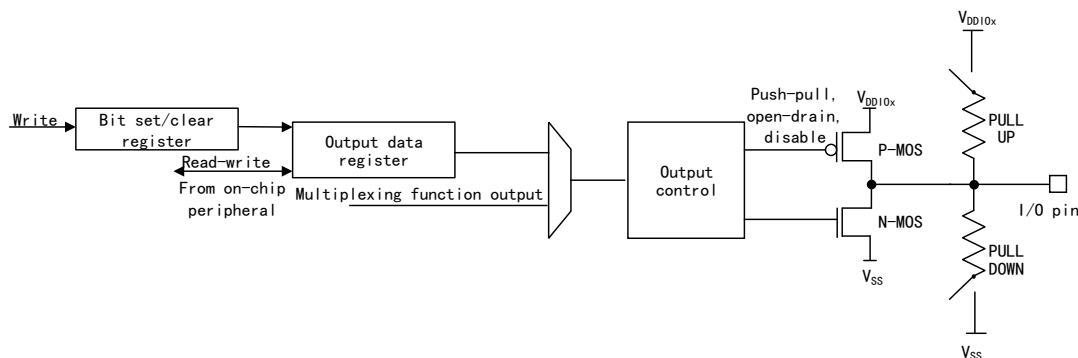 V_DDIOx
Push-pull,
open-drain,
disable
V_DDIOx
Write
Bit set/clear
register
Output data
register
PULL
UP
P-MOS
Read-write
From on-chip
peripheral
Multiplexing function output
Output
control
I/O pin
N-MOS
PULL
DOWN
V_SS
V_SS